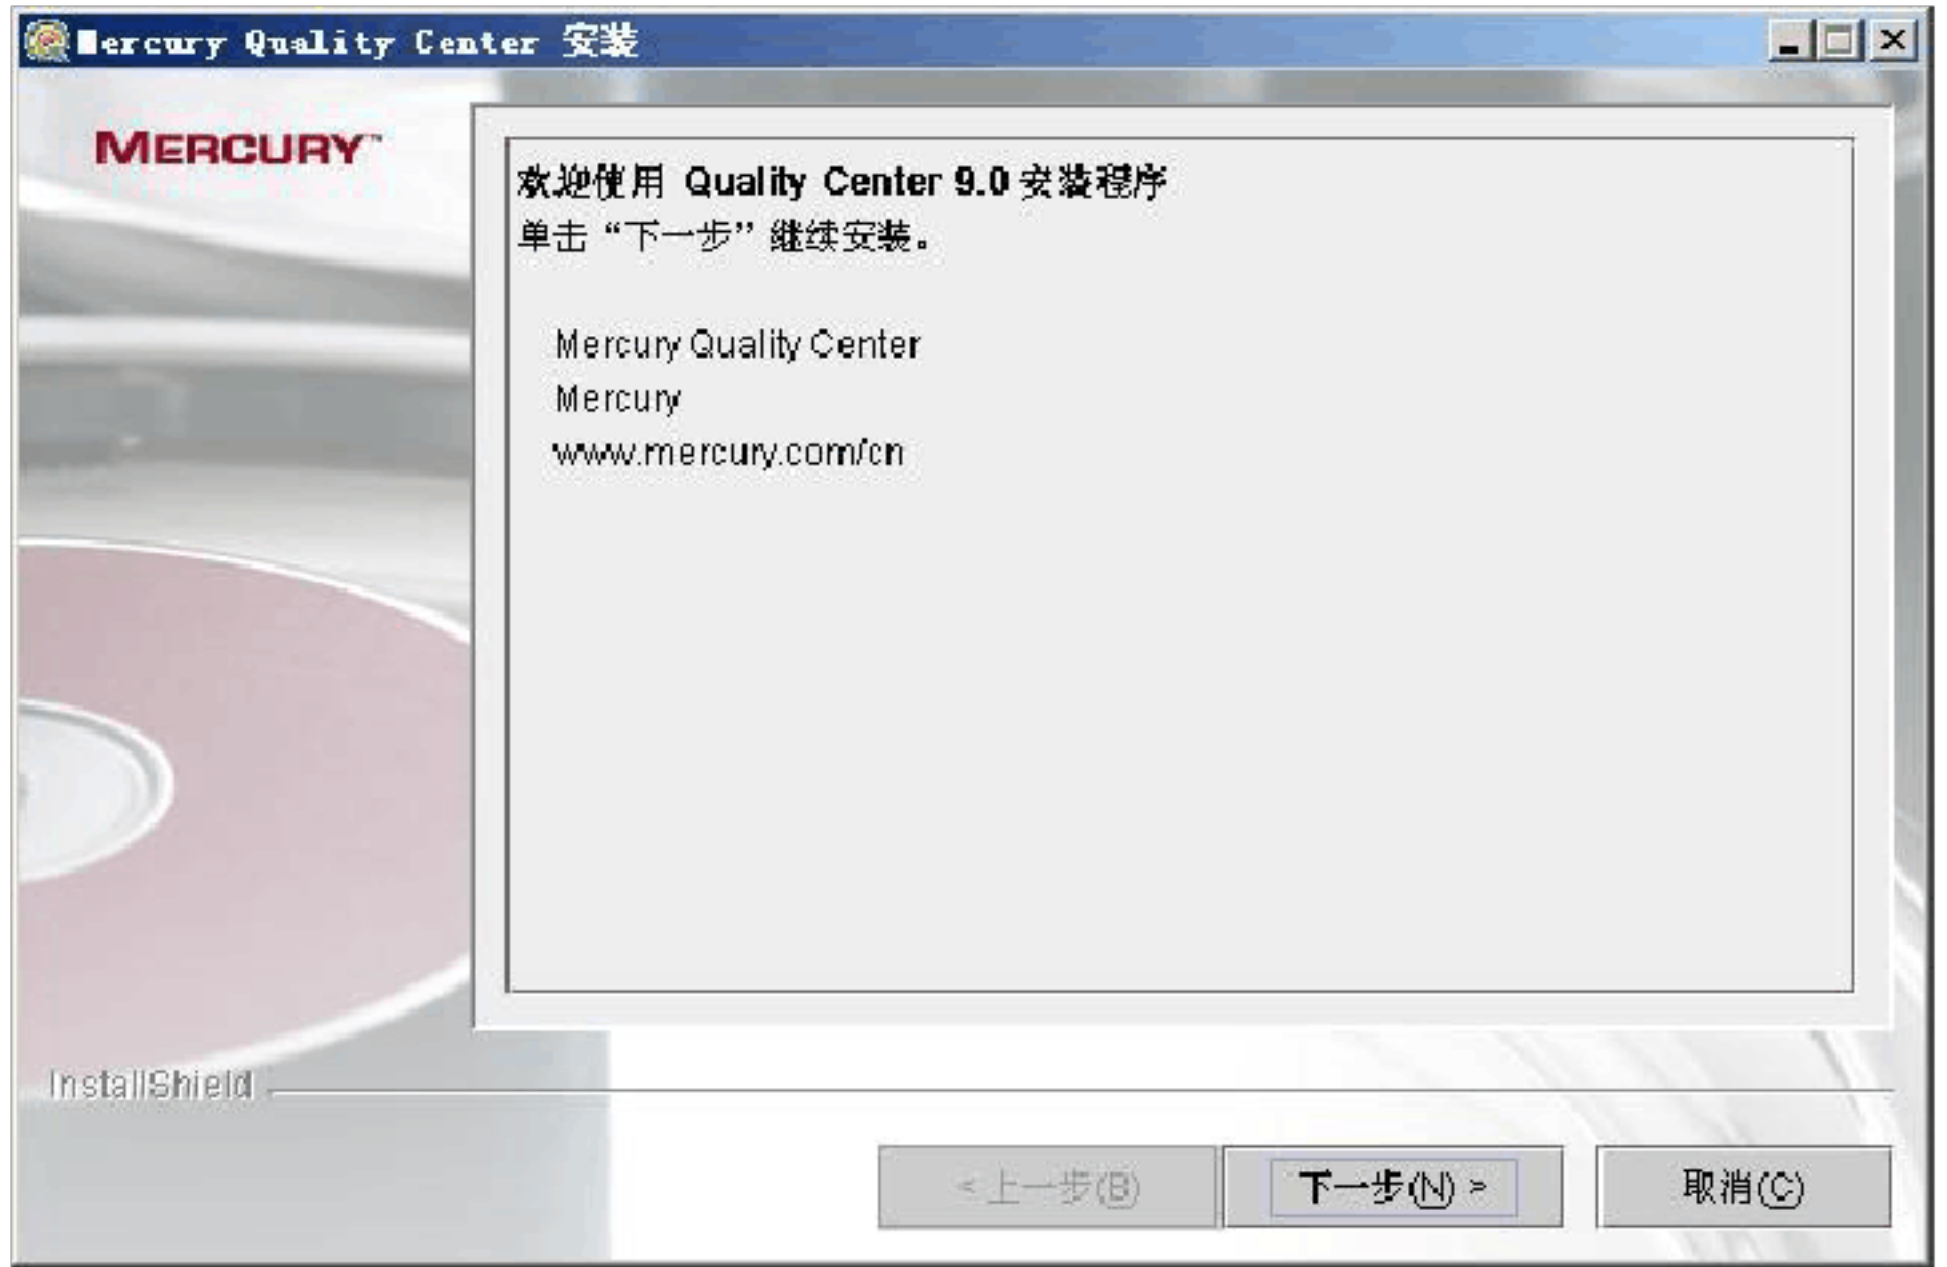 Mercury Quality Center 安装
MERCURY™
欢迎使用 Quality Center 9.0 安装程序
单击“下一步”继续安装。
Mercury Quality Center
Mercury
www.mercury.com/cn
InstallShield
< 上一步(B)
下一步(N) >
取消(C)